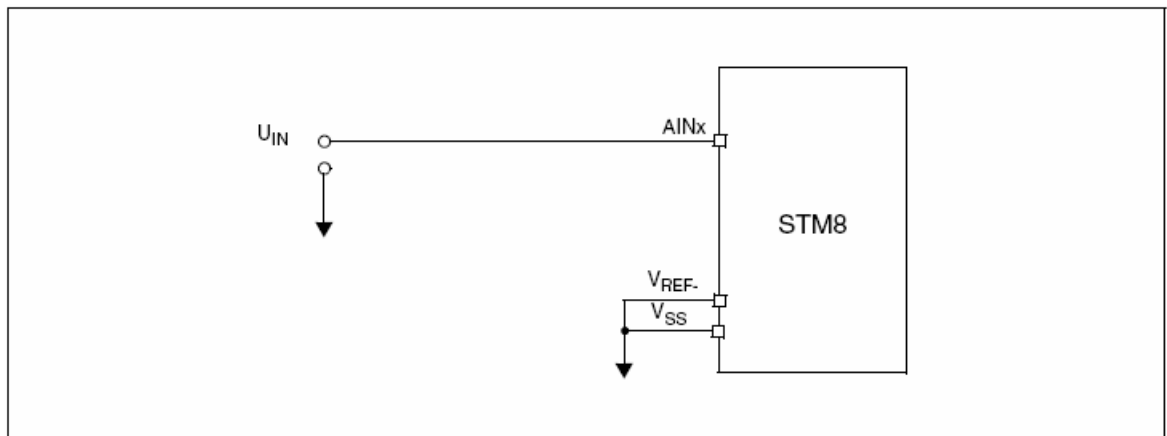 U_IN
AINx
STM8
V_REF-
V_SS